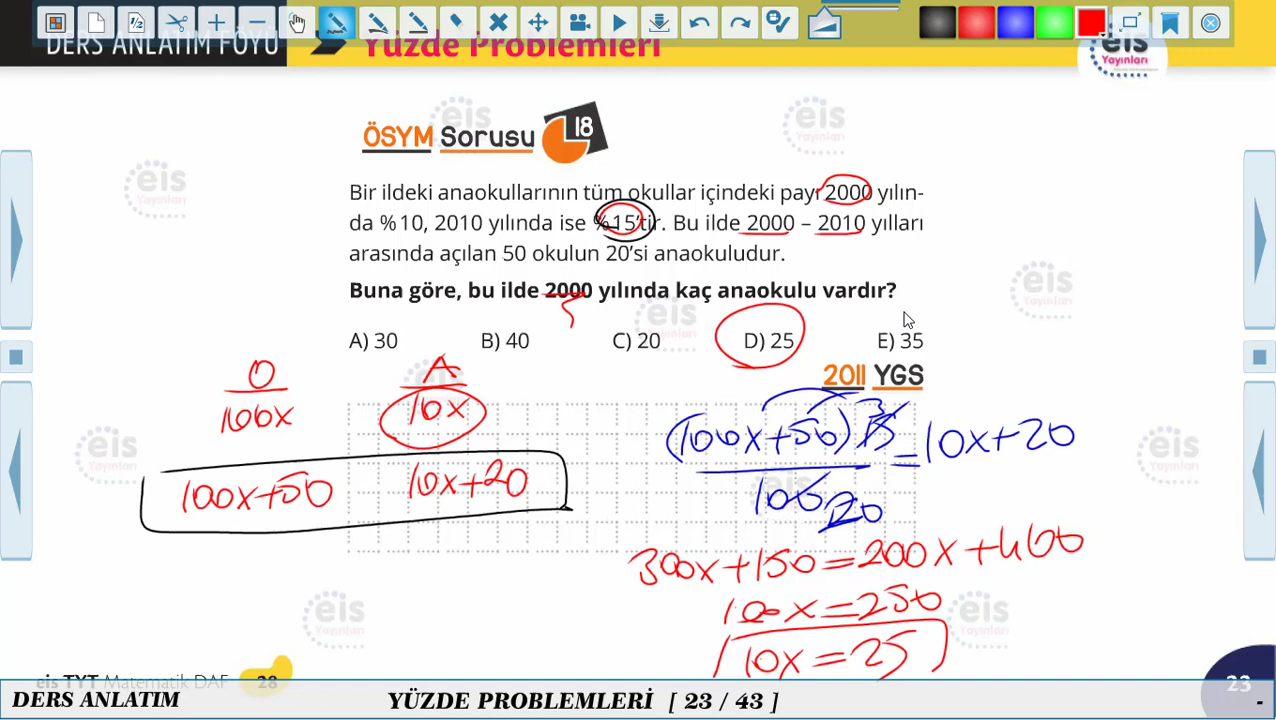 DERS ANLATIM FÖYÜ
Yüzde Problemleri
eis
Yayınları
ÖSYM Sorusu 18
Bir ildeki anaokullarının tüm okullar içindeki payı 2000 yılın-
da %10, 2010 yılında ise %15'tir. Bu ilde 2000 – 2010 yılları
arasında açılan 50 okulun 20'si anaokuludur.
Buna göre, bu ilde 2000 yılında kaç anaokulu vardır?
A) 30 B) 40 C) 20 D) 25 E) 35
2011 YGS
O A
100x 10x
100x+50 10x+20
(100x+50) 15 3 = 10x+20
100 20
300x+150=200x+400
100x=250
10x=25
eis TYT Matematik DAF 28
23
DERS ANLATIM YÜZDE PROBLEMLERİ [ 23 / 43 ] -